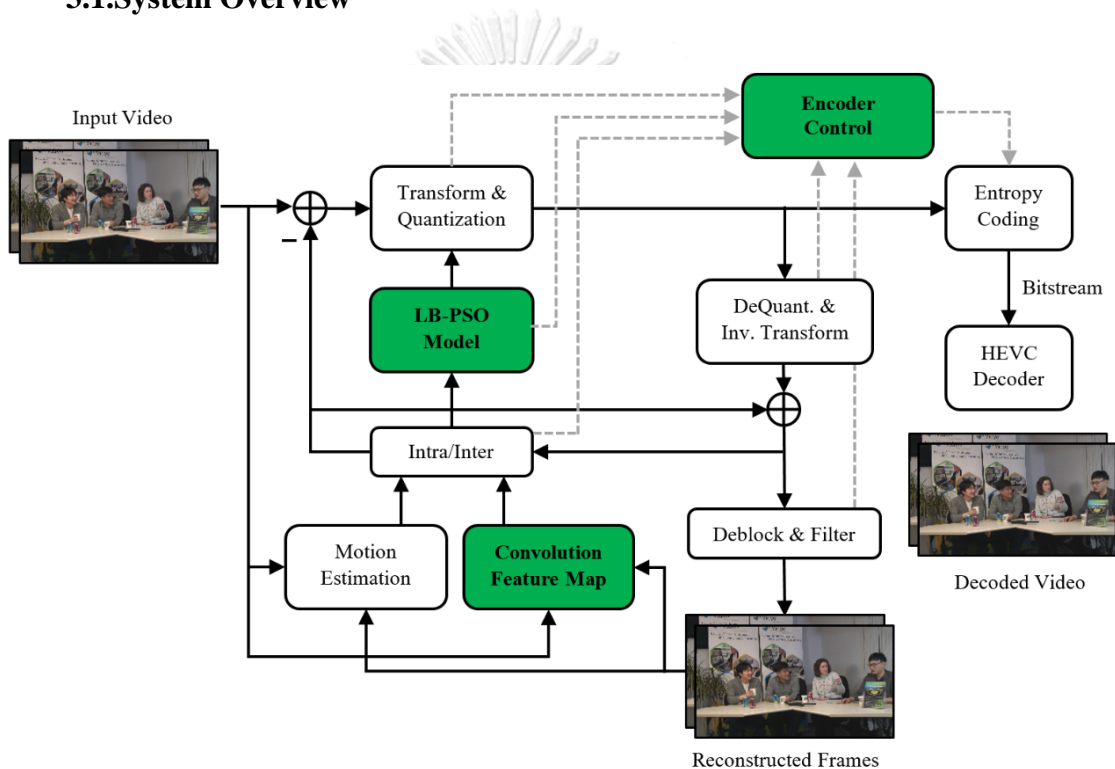 3.1.System Overview
Input Video
Encoder
Control
Transform &
Quantization
Entropy
Coding
Bitstream
LB-PSO
Model
DeQuant. &
Inv. Transform
HEVC
Decoder
Intra/Inter
Motion
Estimation
Convolution
Feature Map
Deblock & Filter
Decoded Video
Reconstructed Frames